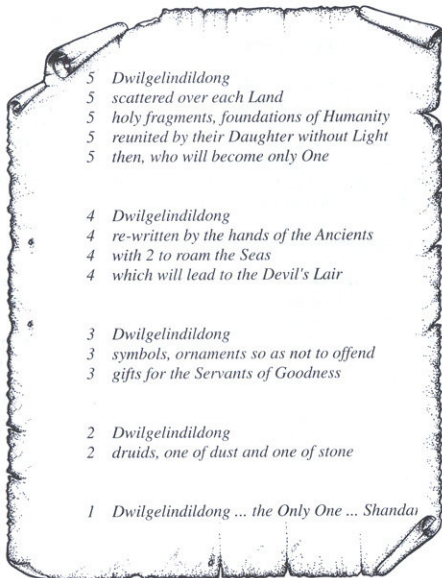 5 Dwilgelindildong
5 scattered over each Land
5 holy fragments, foundations of Humanity
5 reunited by their Daughter without Light
5 then, who will become only One
4 Dwilgelindildong
4 re-written by the hands of the Ancients
4 with 2 to roam the Seas
4 which will lead to the Devil's Lair
3 Dwilgelindildong
3 symbols, ornaments so as not to offend
3 gifts for the Servants of Goodness
2 Dwilgelindildong
2 druids, one of dust and one of stone
1 Dwilgelindildong ... the Only One ...